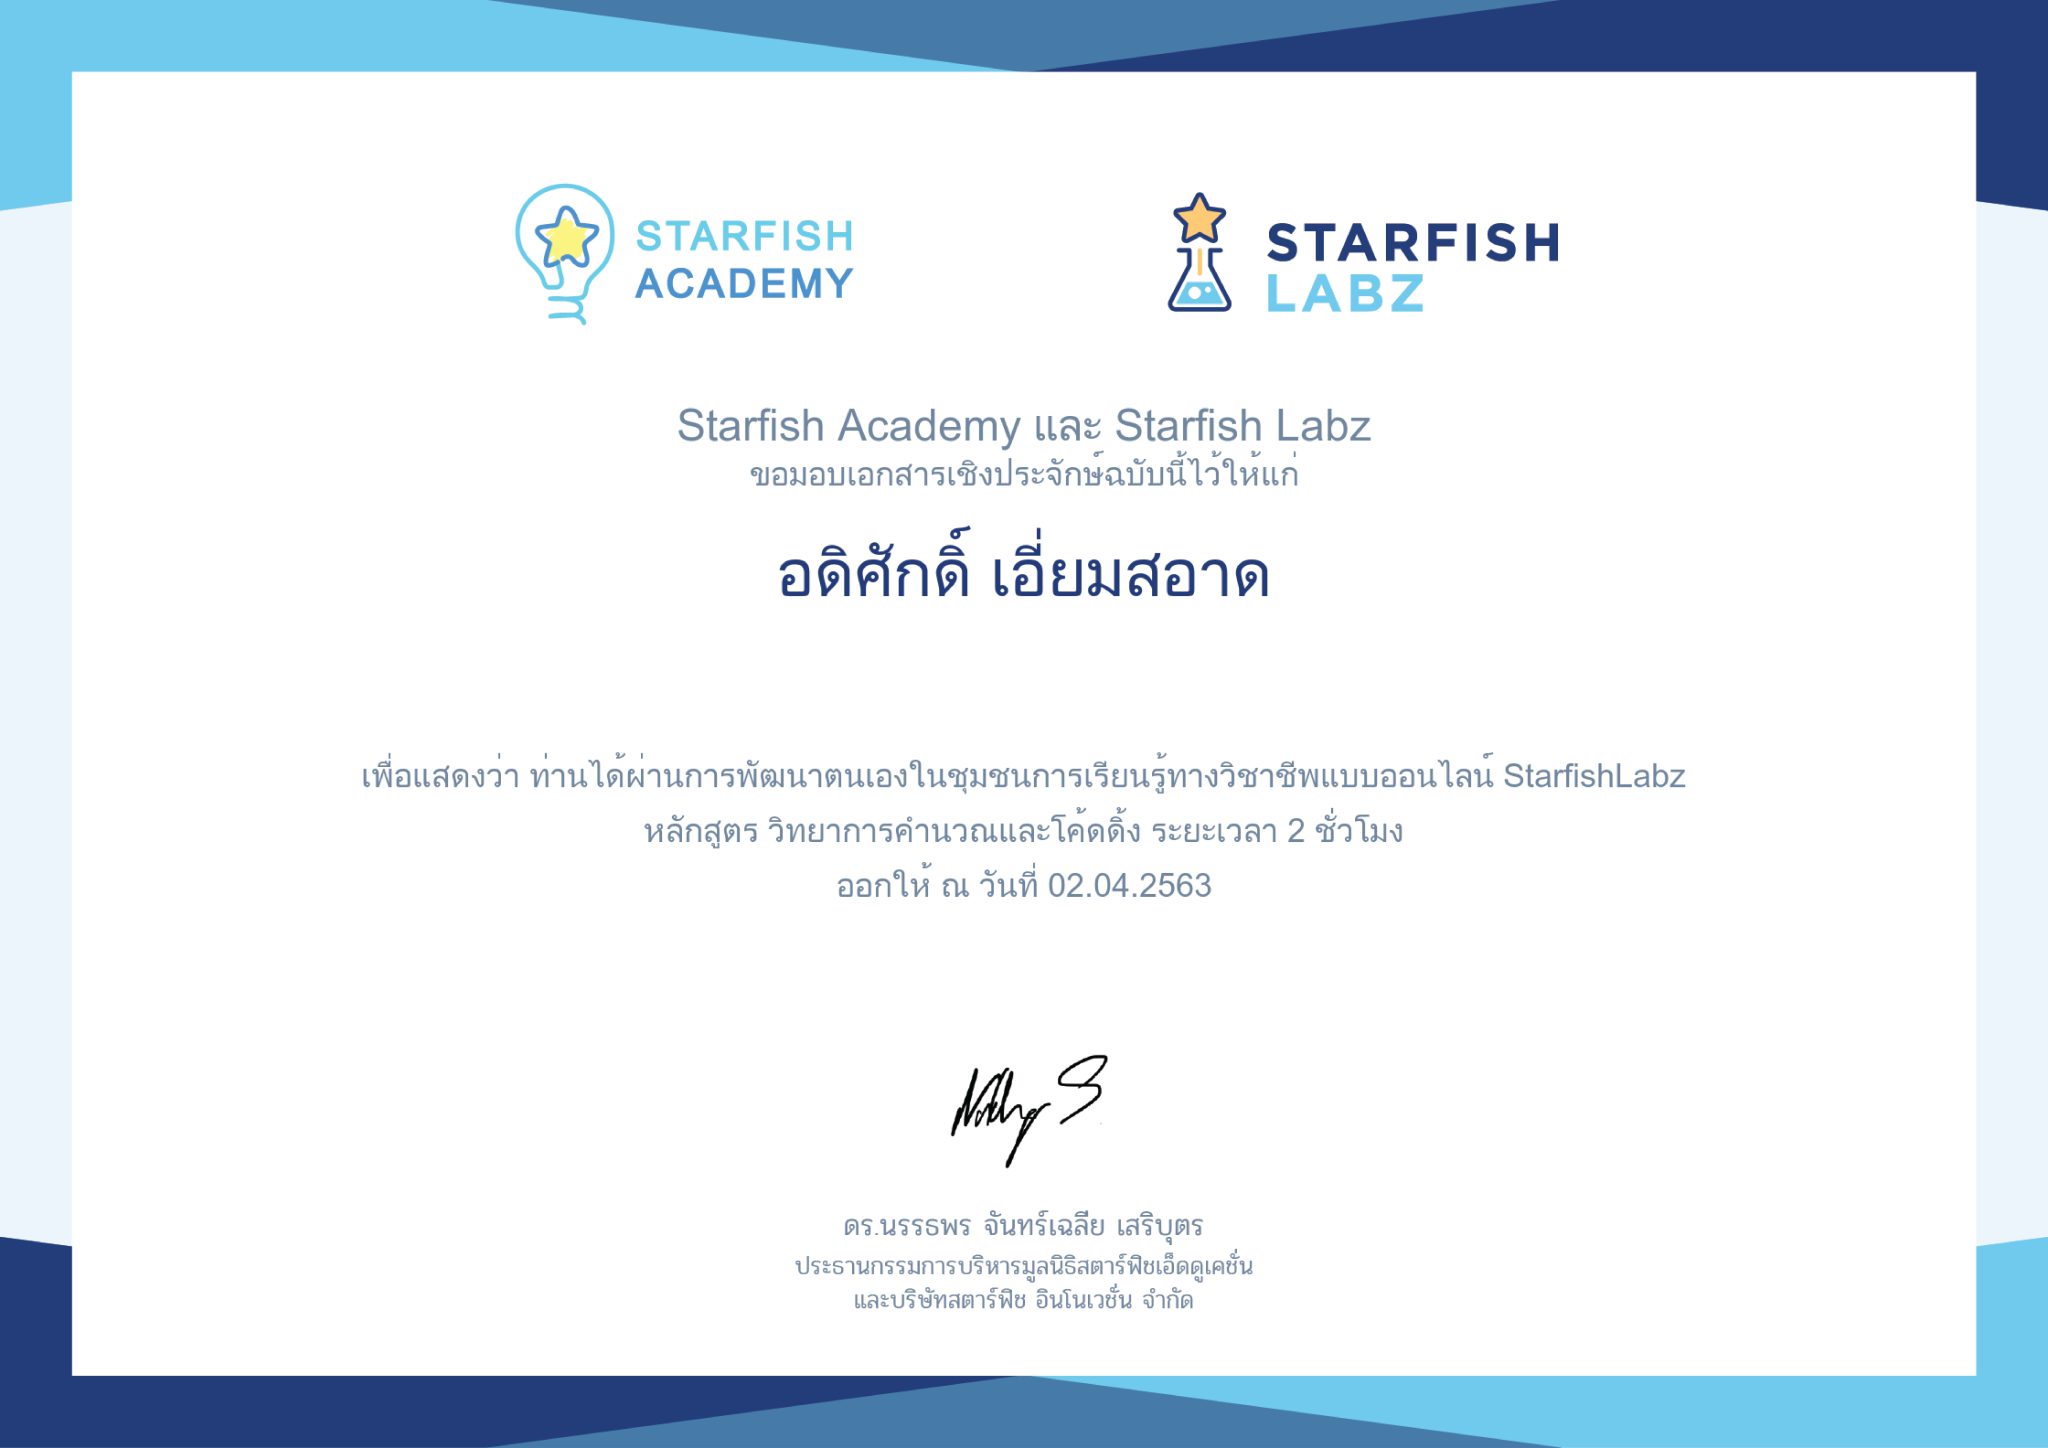 STARFISH
ACADEMY
STARFISH
LABZ
Starfish Academy และ Starfish Labz
ขอมอบเอกสารเชิงประจักษ์ฉบับนี้ไว้ให้แก่
อดิศักดิ์ เอี่ยมสอาด
เพื่อแสดงว่า ท่านได้ผ่านการพัฒนาตนเองในชุมชนการเรียนรู้ทางวิชาชีพแบบออนไลน์ StarfishLabz
หลักสูตร วิทยาการคำนวณและโค้ดดิ้ง ระยะเวลา 2 ชั่วโมง
ออกให้ ณ วันที่ 02.04.2563
ดร.นรรธพร จันทร์เฉลี่ย เสริบุตร
ประธานกรรมการบริหารมูลนิธิสตาร์ฟิชเอ็ดดูเคชั่น
และบริษัทสตาร์ฟิช อินโนเวชั่น จำกัด